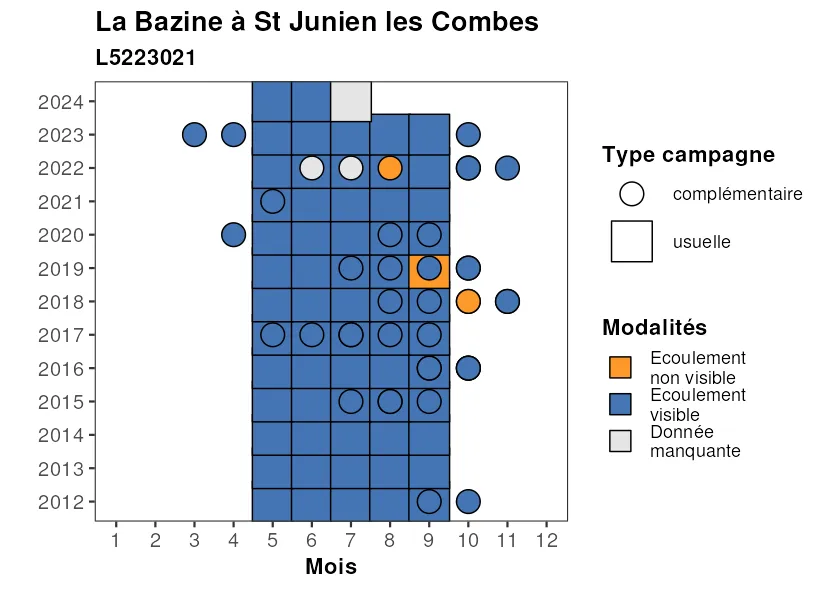 La Bazine à St Junien les Combes
L5223021
2024
2023
2022
2021
2020
2019
2018
2017
2016
2015
2014
2013
2012
1 2 3 4 5 6 7 8 9 10 11 12
Mois
Type campagne
complémentaire
usuelle
Modalités
Ecoulement
non visible
Ecoulement
visible
Donnée
manquante